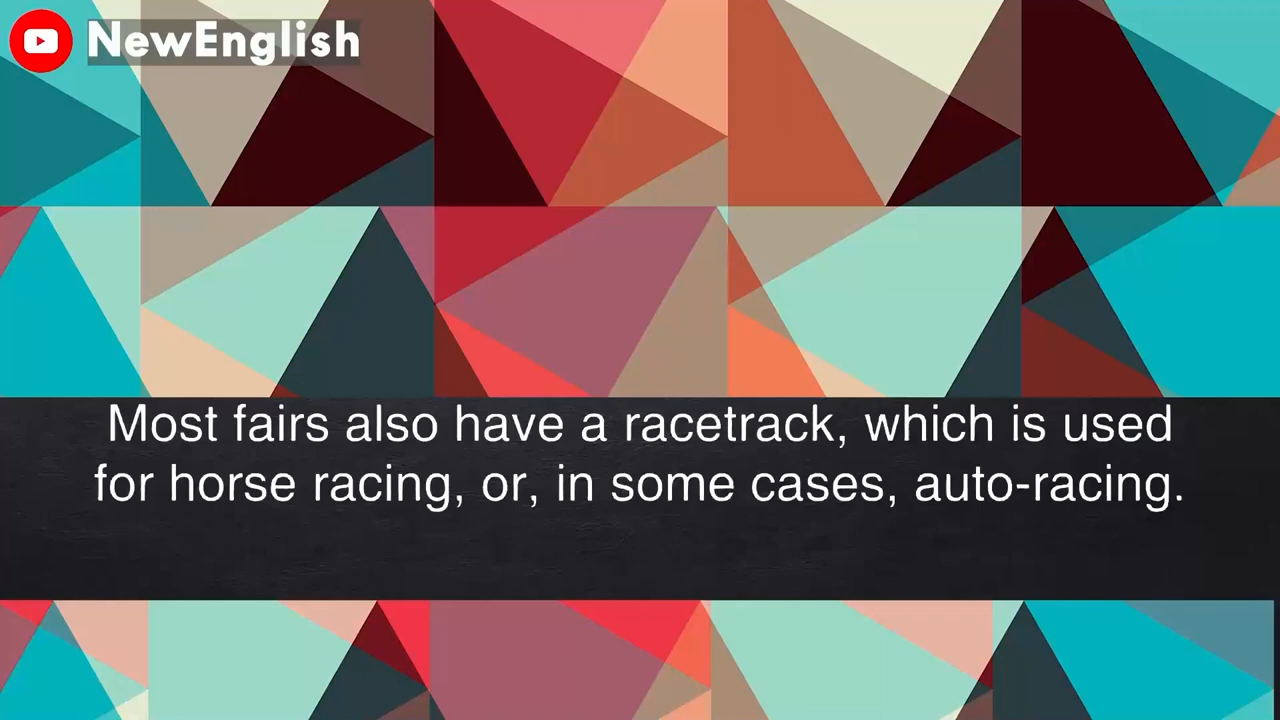 NewEnglish
Most fairs also have a racetrack, which is used
for horse racing, or, in some cases, auto-racing.